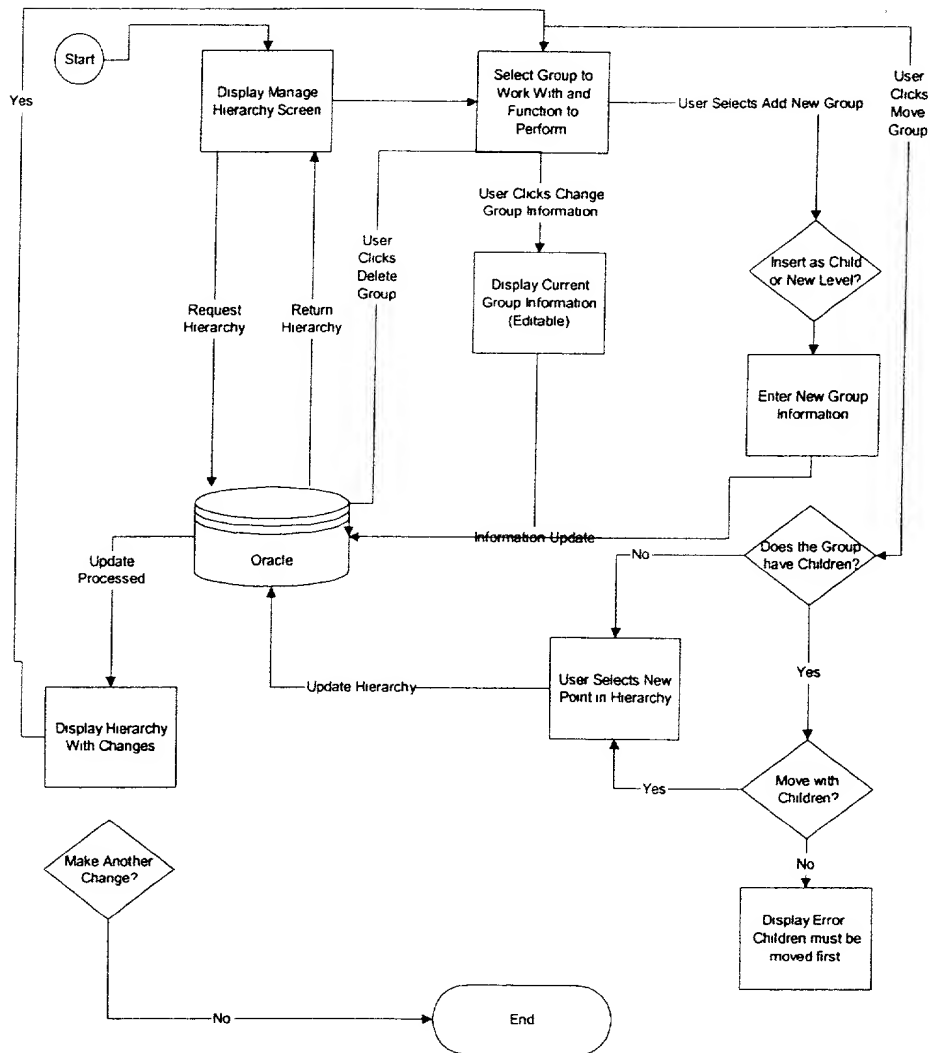 Start
Yes
Display Manage
Hierarchy Screen
Select Group to
Work With and
Function to
Perform
User Selects Add New Group
User
Clicks
Move
Group
User Clicks Change
Group Information
User
Clicks
Delete
Group
Insert as Child
or New Level?
Display Current
Group Information
(Editable)
Request
Hierarchy
Return
Hierarchy
Enter New Group
Information
Oracle
Information Update
Update
Processed
No
Does the Group
have Children?
Yes
User Selects New
Point in Hierarchy
Update Hierarchy
Display Hierarchy
With Changes
Yes
Move with
Children?
No
Make Another
Change?
Display Error
Children must be
moved first
No
End